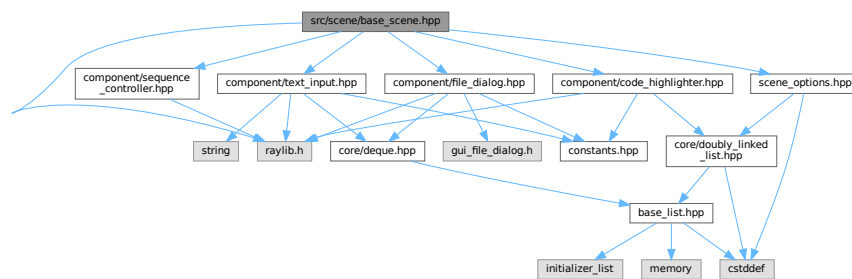 src/scene/base_scene.hpp
component/sequence
_controller.hpp
component/text_input.hpp
component/file_dialog.hpp
component/code_highlighter.hpp
scene_options.hpp
string
raylib.h
core/deque.hpp
gui_file_dialog.h
constants.hpp
core/doubly_linked
_list.hpp
base_list.hpp
initializer_list
memory
cstddef